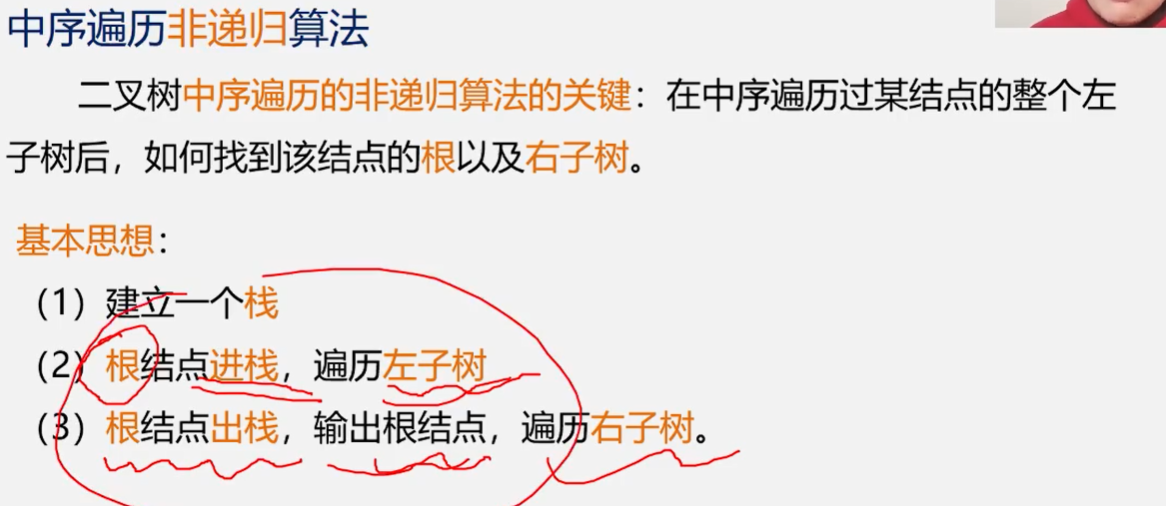 中序遍历非递归算法
二叉树中序遍历的非递归算法的关键：在中序遍历过某结点的整个左
子树后，如何找到该结点的根以及右子树。
基本思想：
（1）建立一个栈
（2）根结点进栈，遍历左子树
（3）根结点出栈，输出根结点，遍历右子树。